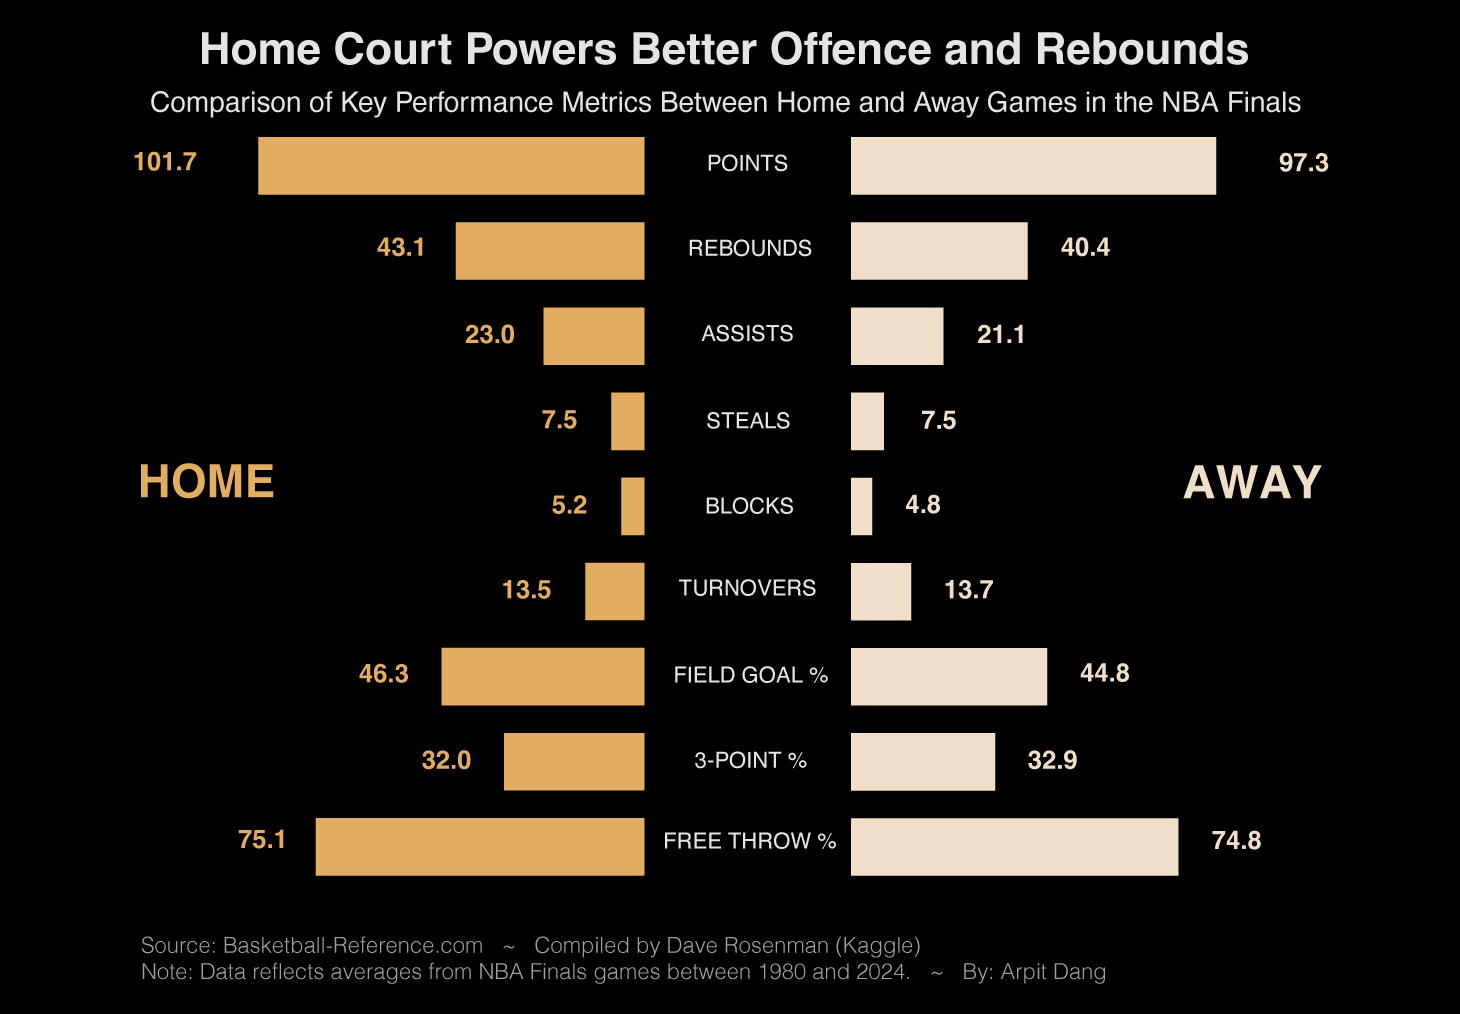 Home Court Powers Better Offence and Rebounds
Comparison of Key Performance Metrics Between Home and Away Games in the NBA Finals
101.7 POINTS 97.3
43.1 REBOUNDS 40.4
23.0 ASSISTS 21.1
7.5 STEALS 7.5
HOME AWAY
5.2 BLOCKS 4.8
13.5 TURNOVERS 13.7
46.3 FIELD GOAL % 44.8
32.0 3-POINT % 32.9
75.1 FREE THROW % 74.8
Source: Basketball-Reference.com ~ Compiled by Dave Rosenman (Kaggle)
Note: Data reflects averages from NBA Finals games between 1980 and 2024. ~ By: Arpit Dang